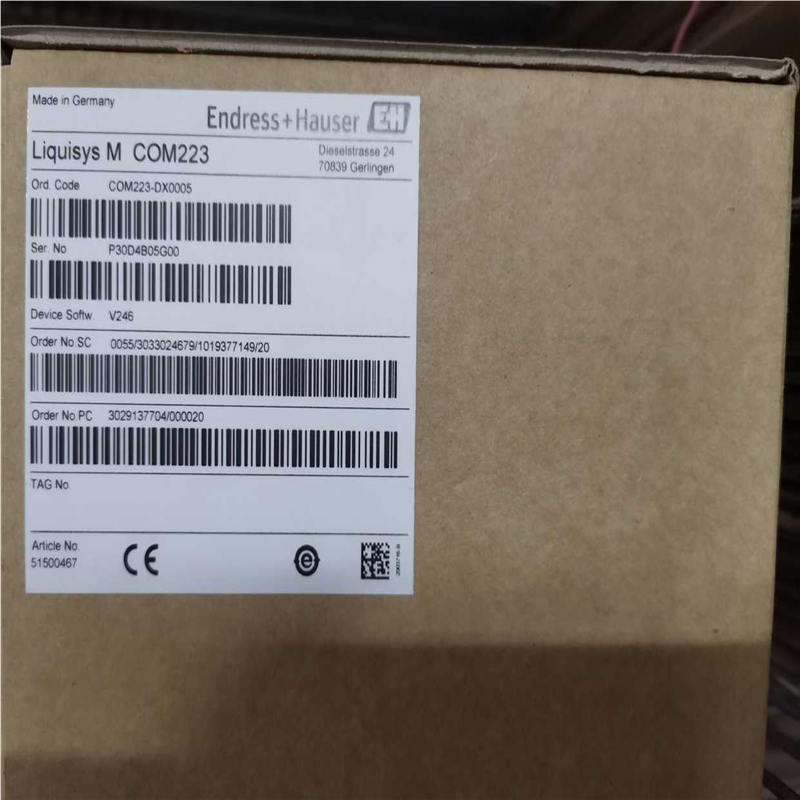 Made in Germany
Endress+Hauser EH
Liquisys M COM223
Dieselstrasse 24
70839 Gerlingen
Ord. Code COM223-DX0005
Ser. No P30D4B05G00
Device Softw. V246
Order No.SC 0055/3033024679/1019377149/20
Order No.PC 3029137704/000020
TAG No.
Article No.
51500467
CE
e